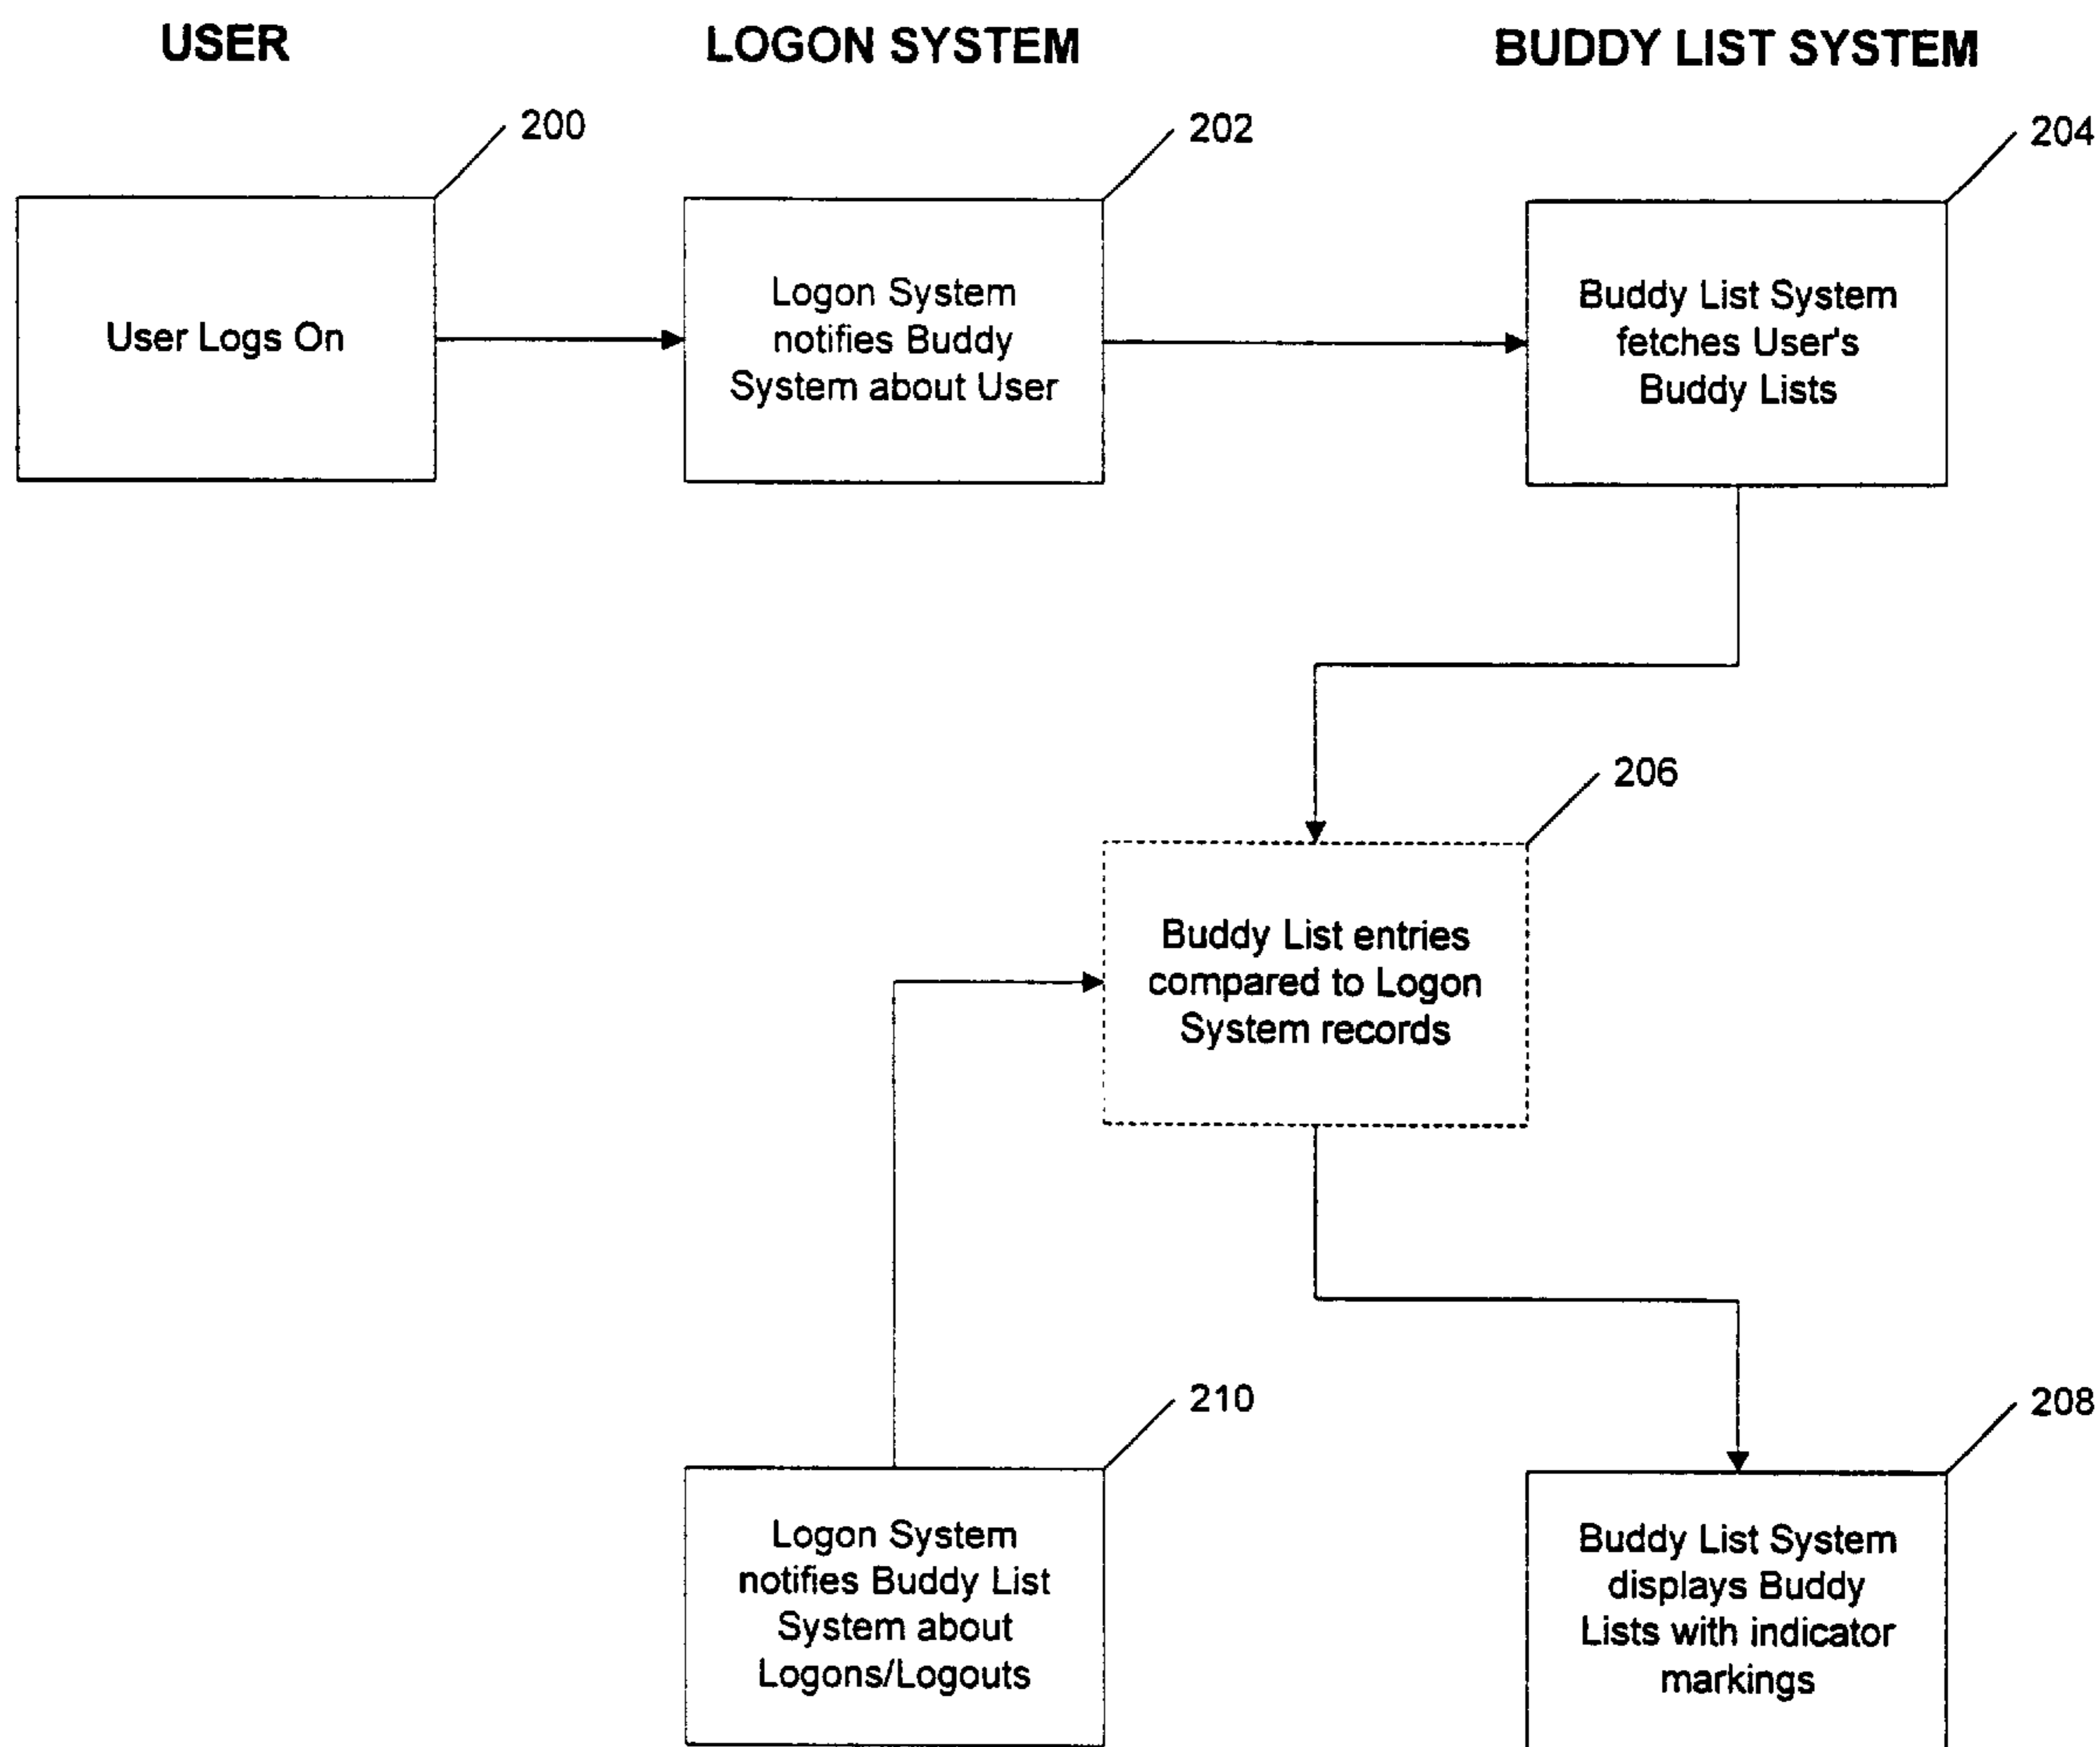 USER
LOGON SYSTEM
BUDDY LIST SYSTEM
200
202
204
User Logs On
Logon System
notifies Buddy
System about User
Buddy List System
fetches User's
Buddy Lists
206
Buddy List entries
compared to Logon
System records
210
208
Logon System
notifies Buddy List
System about
Logons/Logouts
Buddy List System
displays Buddy
Lists with indicator
markings